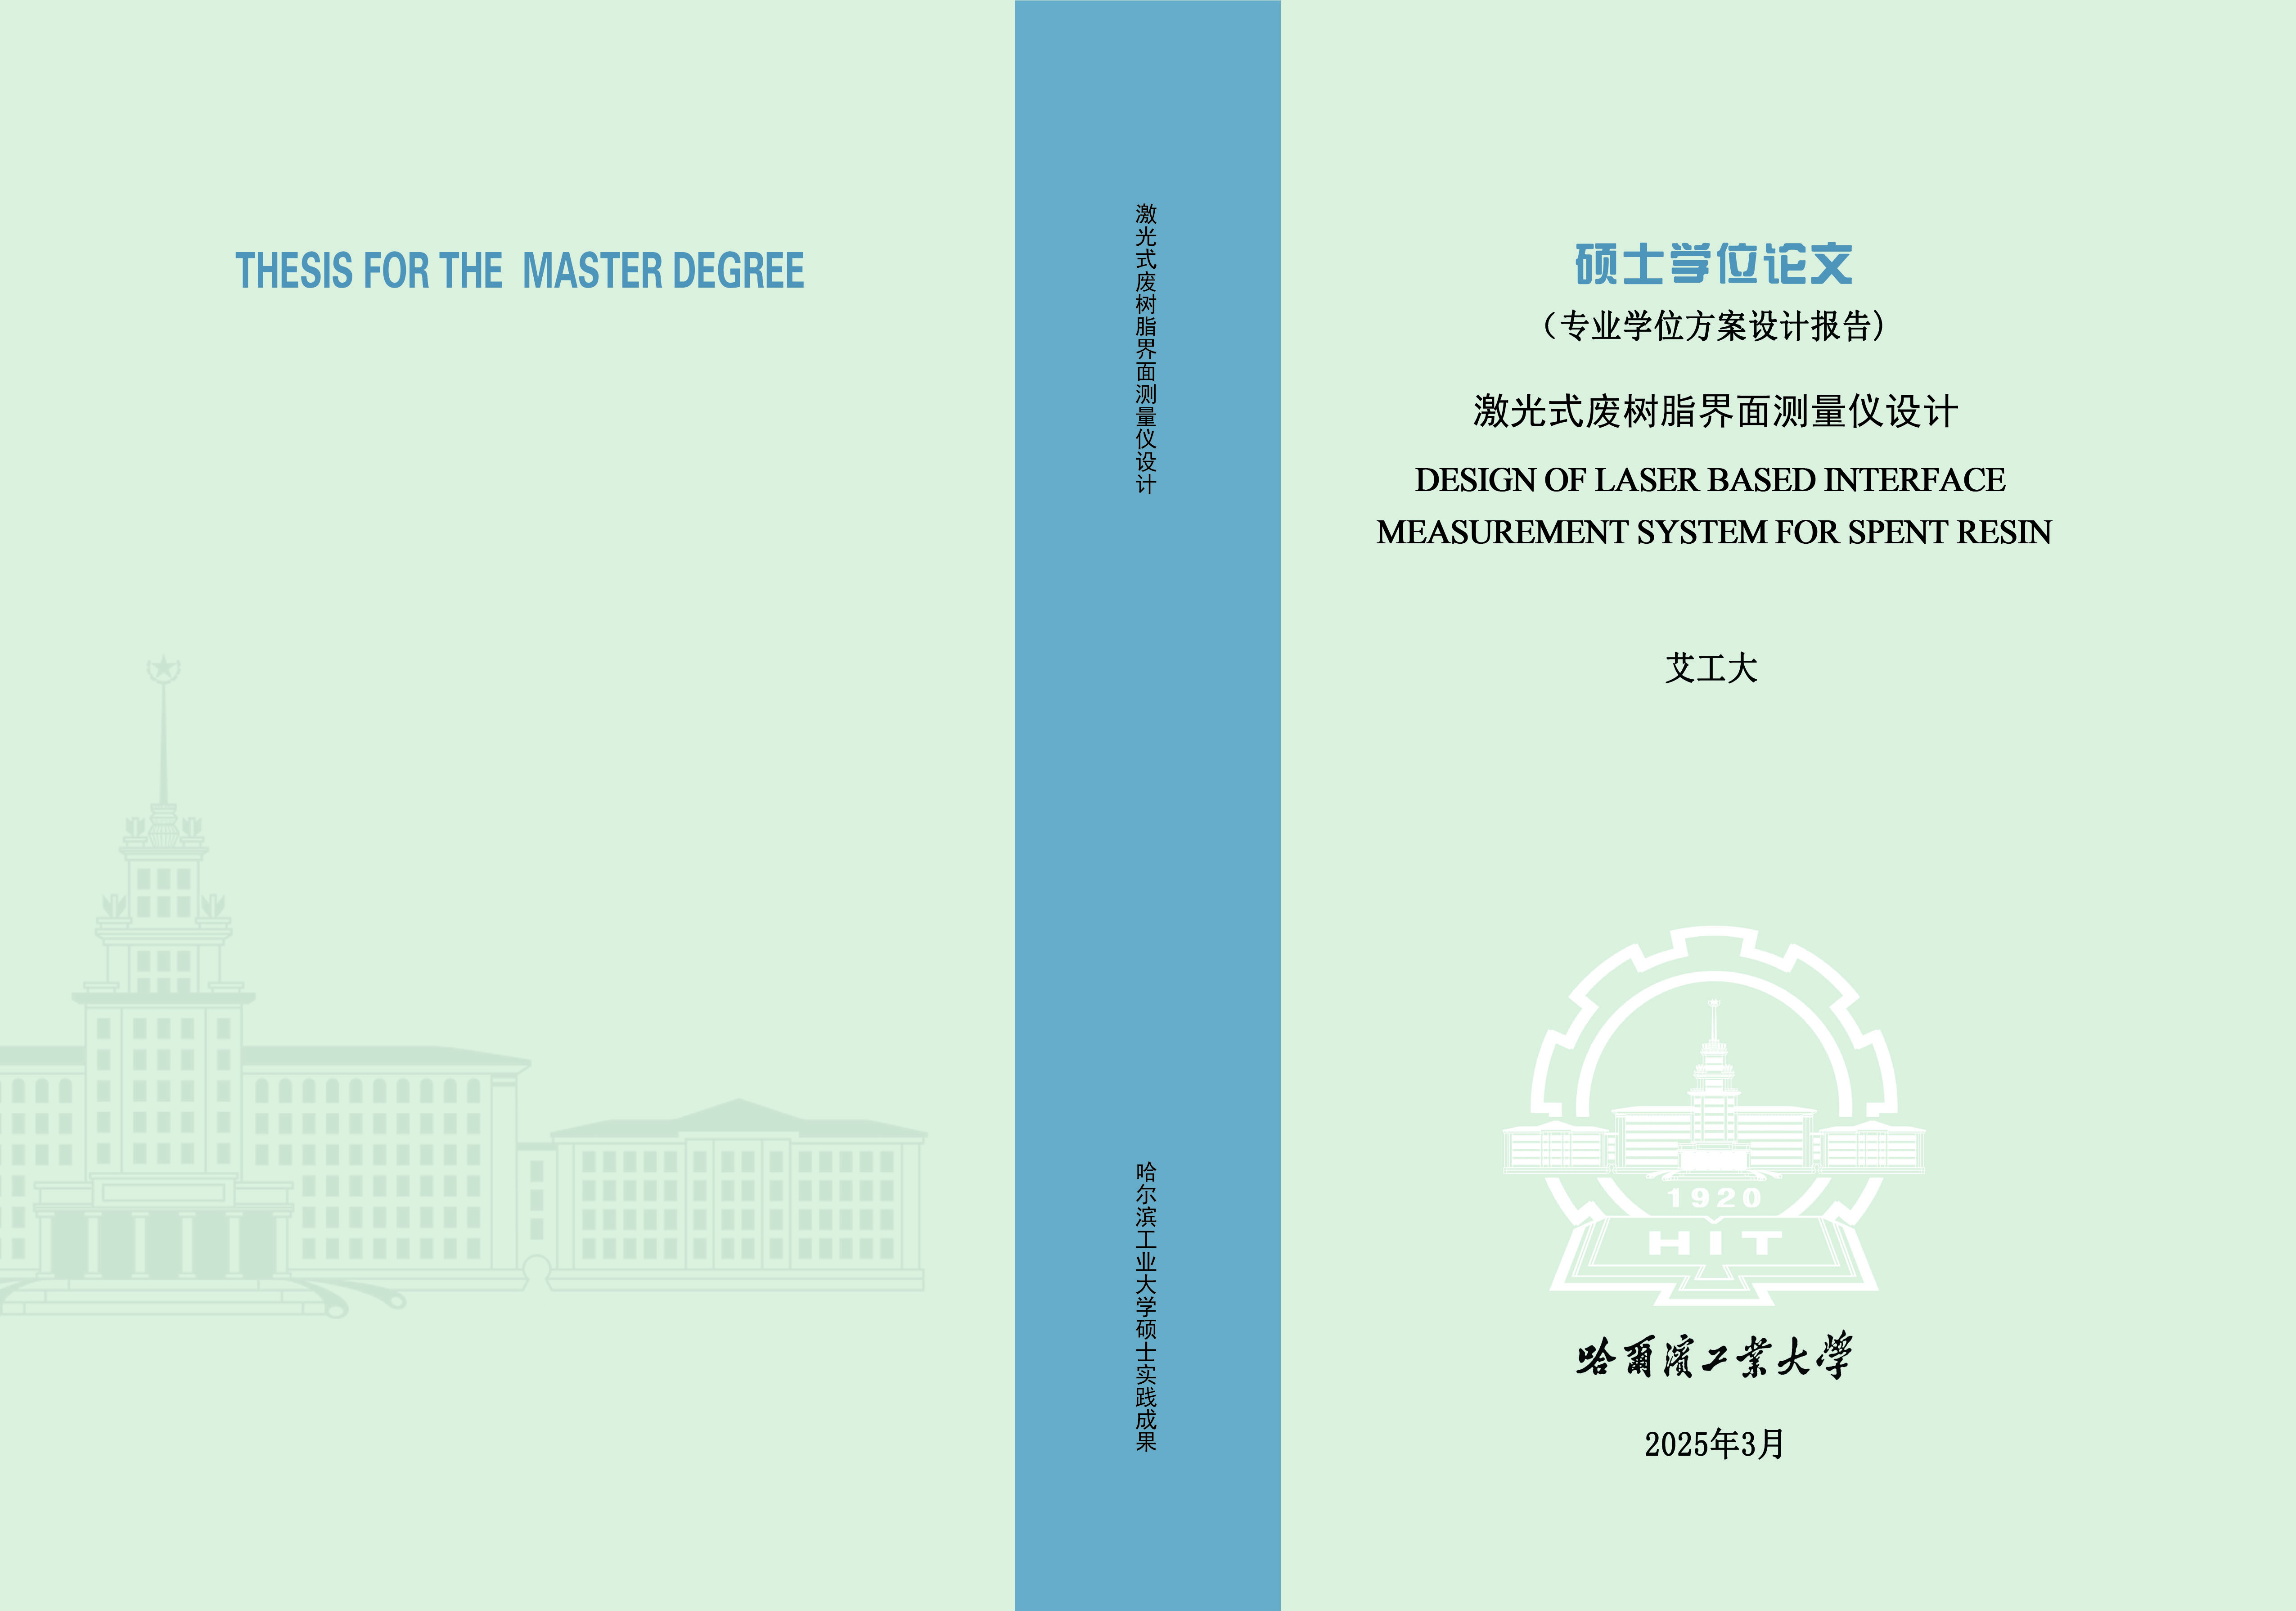 THESIS FOR THE  MASTER DEGREE
激光式废树脂界面测量仪设计
哈尔滨工业大学硕士实践成果
硕士学位论文
（专业学位方案设计报告)
激光式废树脂界面测量仪设计
DESIGN OF LASER BASED INTERFACE
MEASUREMENT SYSTEM FOR SPENT RESIN
艾工大
1920
HIT
哈爾濱工業大學
2025年3月